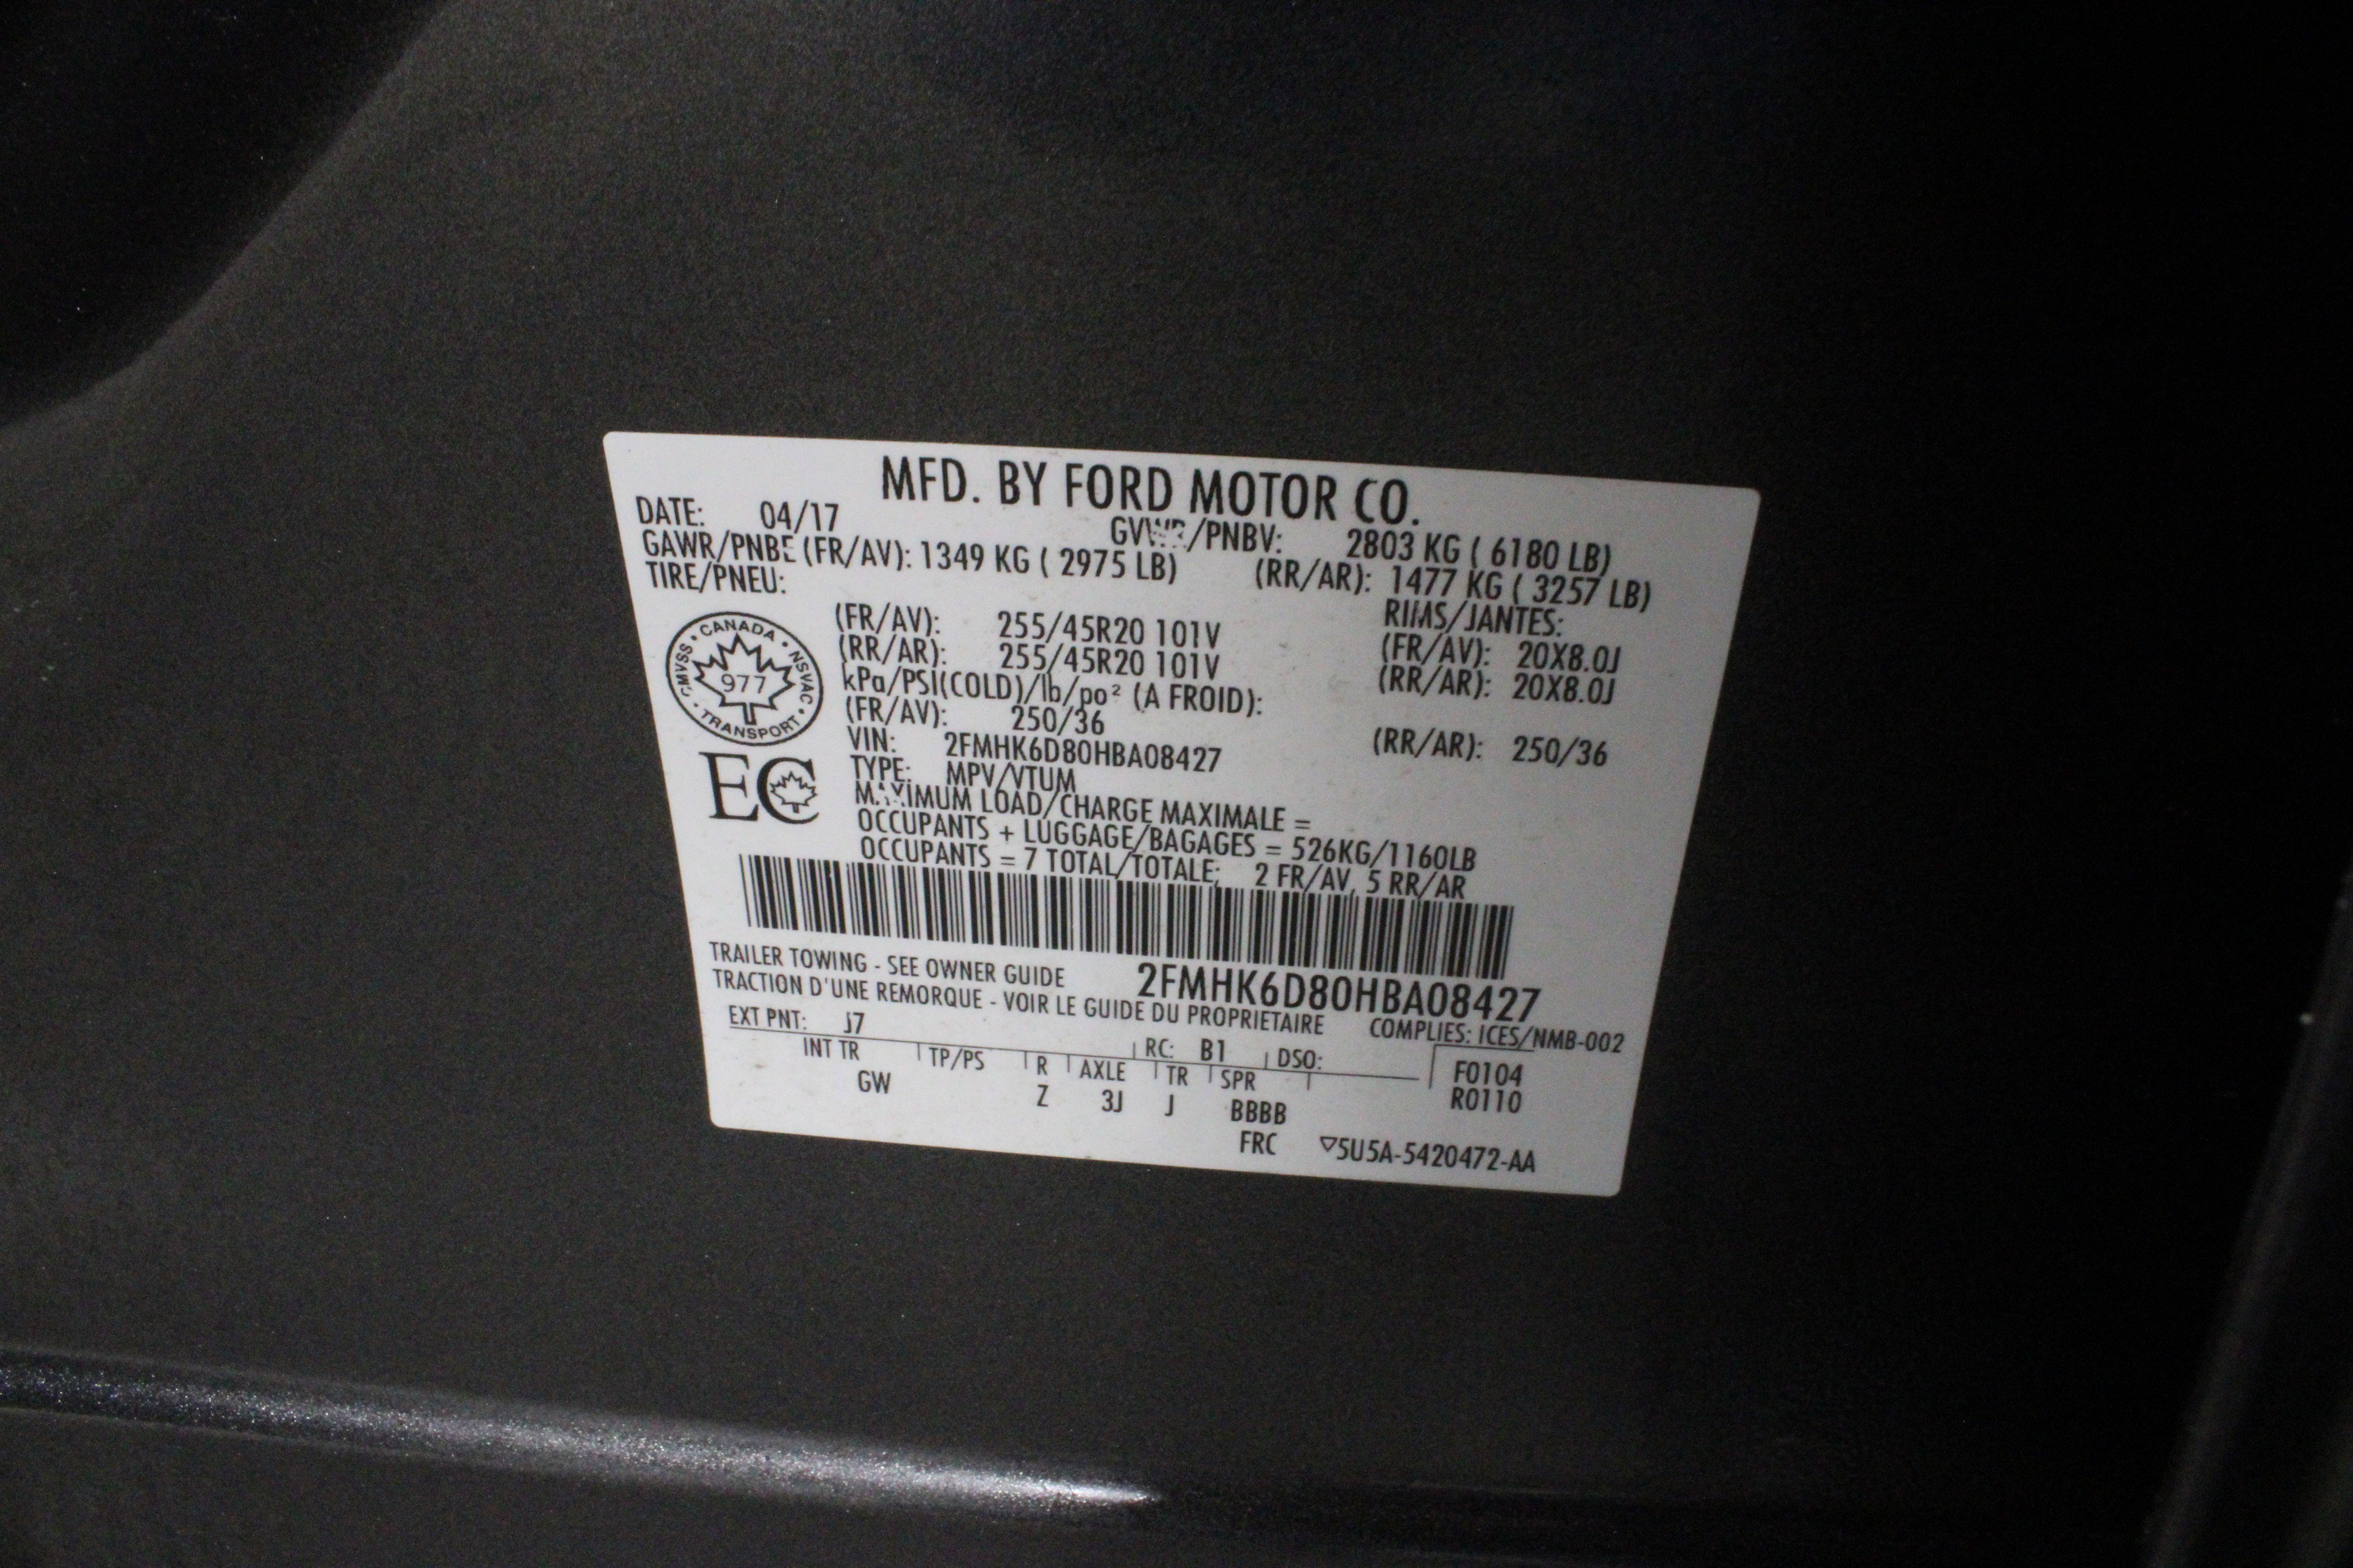 MFD. BY FORD MOTOR CO.
DATE: 04/17 GVWR/PNBV: 2803 KG ( 6180 LB)
GAWR/PNBE (FR/AV): 1349 KG ( 2975 LB) (RR/AR): 1477 KG ( 3257 LB)
TIRE/PNEU: RIMS/JANTES:
(FR/AV): 255/45R20 101V (FR/AV): 20X8.0J
(RR/AR): 255/45R20 101V (RR/AR): 20X8.0J
kPa/PSI(COLD)/lb/po² (A FROID):
(FR/AV): 250/36 (RR/AR): 250/36
CANADA • NSVAC • TRANSPORT • CMVSS •
977
EC
VIN: 2FMHK6D80HBA08427
TYPE: MPV/VTUM
MAXIMUM LOAD/CHARGE MAXIMALE =
OCCUPANTS + LUGGAGE/BAGAGES = 526KG/1160LB
OCCUPANTS = 7 TOTAL/TOTALE; 2 FR/AV, 5 RR/AR
TRAILER TOWING - SEE OWNER GUIDE 2FMHK6D80HBA08427
TRACTION D'UNE REMORQUE - VOIR LE GUIDE DU PROPRIETAIRE COMPLIES: ICES/NMB-002
EXT PNT: J7 RC: B1 DSO: F0104
INT TR TP/PS R AXLE TR SPR R0110
GW Z 3J J BBBB
FRC 5U5A-5420472-AA